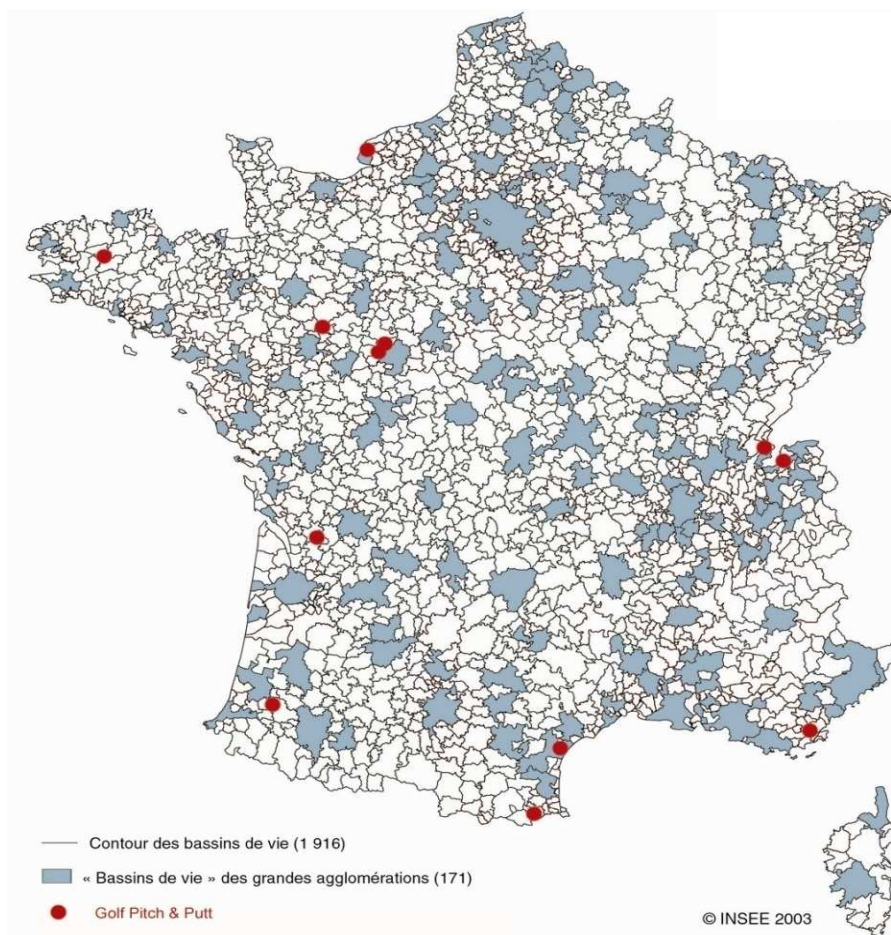 Contour des bassins de vie (1 916)
« Bassins de vie » des grandes agglomérations (171)
Golf Pitch & Putt
© INSEE 2003